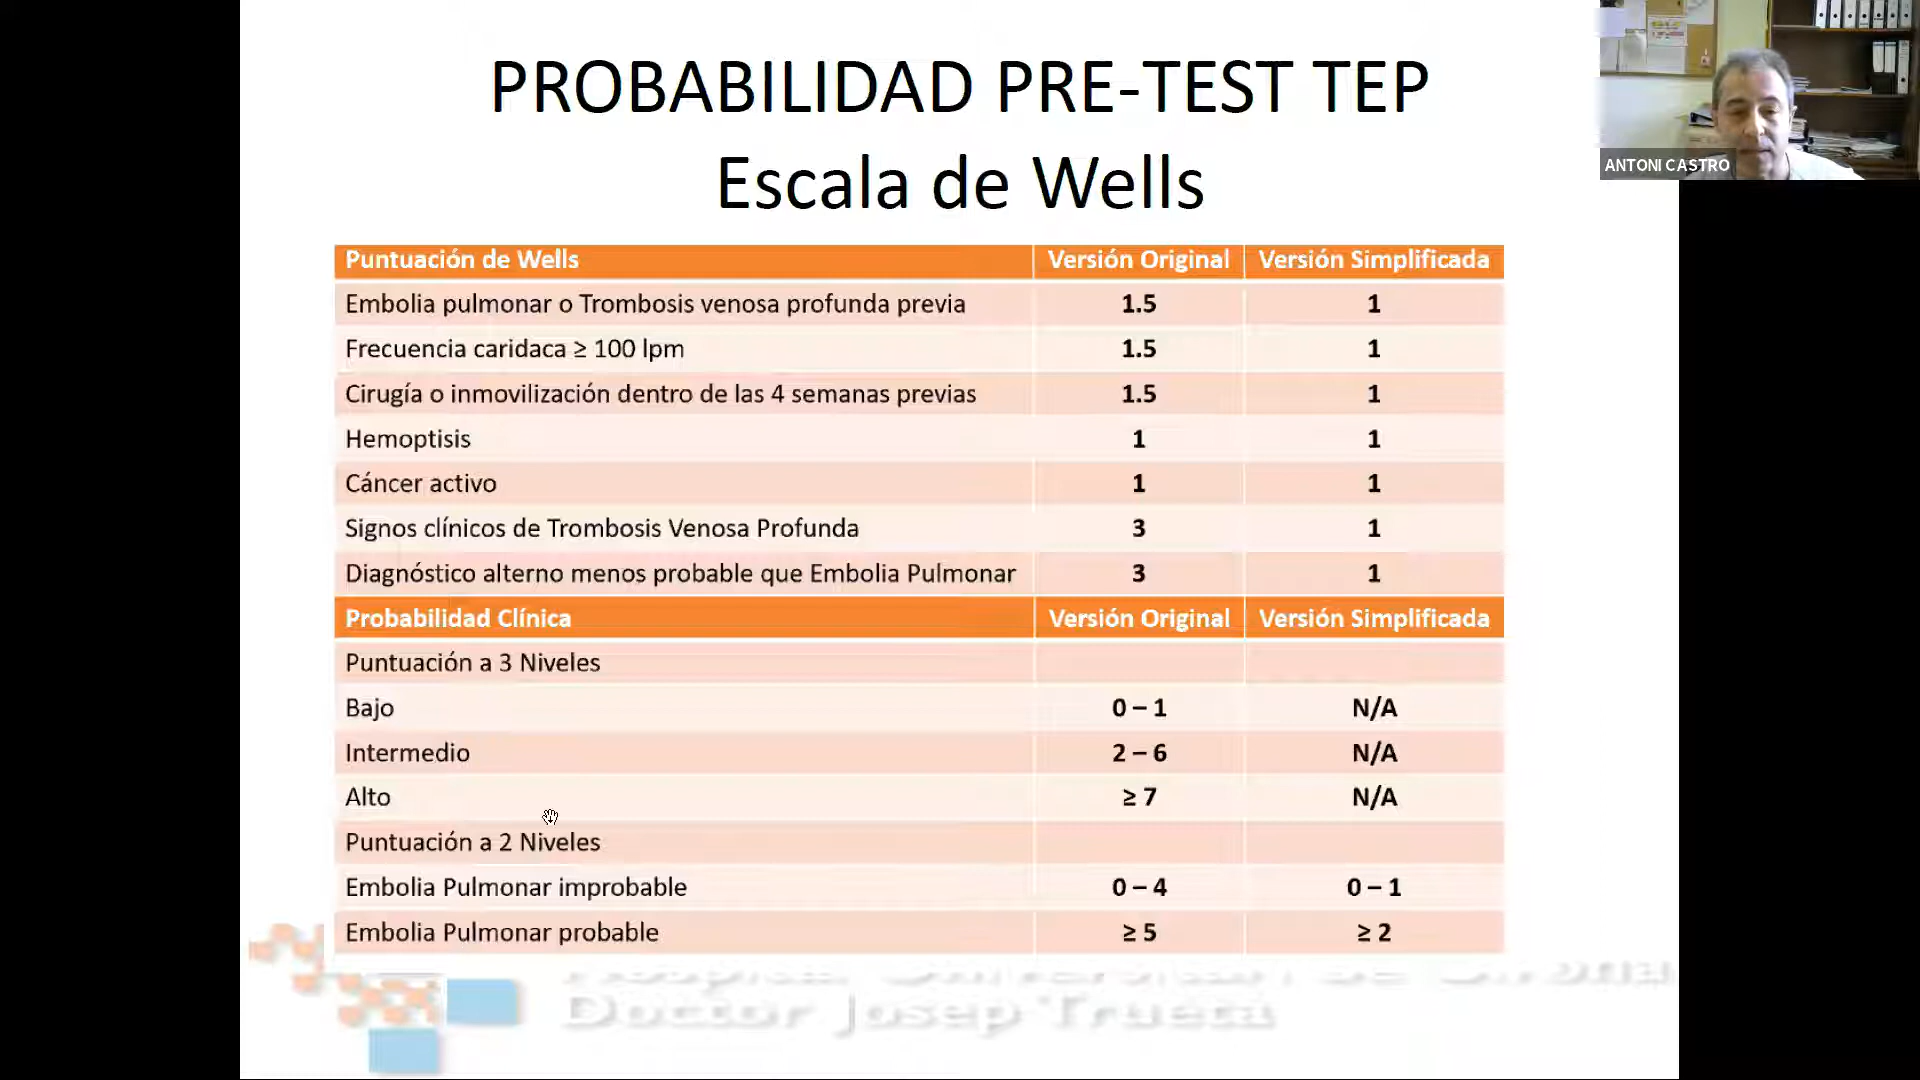 PROBABILIDAD PRE-TEST TEP
Escala de Wells
ANTONI CASTRO
Puntuación de Wells Versión Original Versión Simplificada
Embolia pulmonar o Trombosis venosa profunda previa 1.5 1
Frecuencia caridaca ≥ 100 lpm 1.5 1
Cirugía o inmovilización dentro de las 4 semanas previas 1.5 1
Hemoptisis 1 1
Cáncer activo 1 1
Signos clínicos de Trombosis Venosa Profunda 3 1
Diagnóstico alterno menos probable que Embolia Pulmonar 3 1
Probabilidad Clínica Versión Original Versión Simplificada
Puntuación a 3 Niveles
Bajo 0 – 1 N/A
Intermedio 2 – 6 N/A
Alto ≥ 7 N/A
Puntuación a 2 Niveles
Embolia Pulmonar improbable 0 – 4 0 – 1
Embolia Pulmonar probable ≥ 5 ≥ 2
Hospital Universitari de Girona
Doctor Josep Trueta